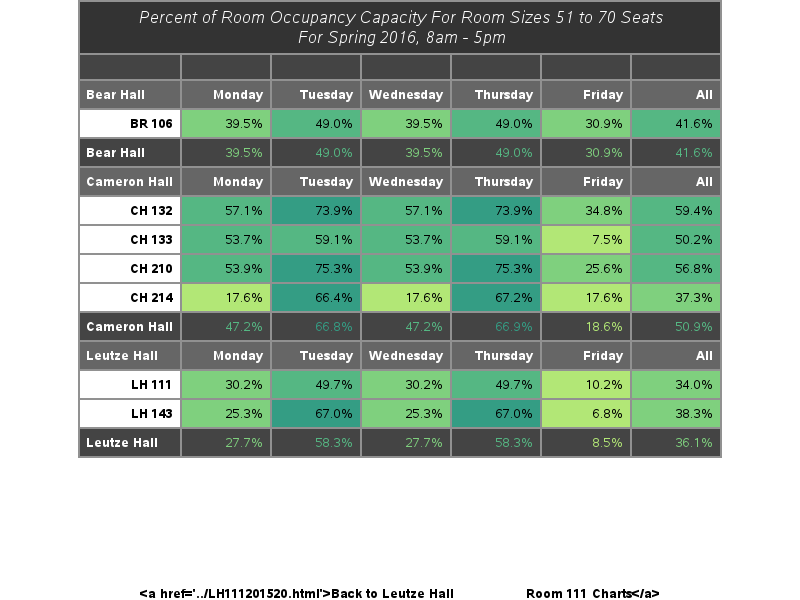 Percent of Room Occupancy Capacity For Room Sizes 51 to 70 Seats
For Spring 2016, 8am - 5pm
Bear Hall Monday Tuesday Wednesday Thursday Friday All
BR 106 39.5% 49.0% 39.5% 49.0% 30.9% 41.6%
Bear Hall 39.5% 49.0% 39.5% 49.0% 30.9% 41.6%
Cameron Hall Monday Tuesday Wednesday Thursday Friday All
CH 132 57.1% 73.9% 57.1% 73.9% 34.8% 59.4%
CH 133 53.7% 59.1% 53.7% 59.1% 7.5% 50.2%
CH 210 53.9% 75.3% 53.9% 75.3% 25.6% 56.8%
CH 214 17.6% 66.4% 17.6% 67.2% 17.6% 37.3%
Cameron Hall 47.2% 66.8% 47.2% 66.9% 18.6% 50.9%
Leutze Hall Monday Tuesday Wednesday Thursday Friday All
LH 111 30.2% 49.7% 30.2% 49.7% 10.2% 34.0%
LH 143 25.3% 67.0% 25.3% 67.0% 6.8% 38.3%
Leutze Hall 27.7% 58.3% 27.7% 58.3% 8.5% 36.1%
<a href='../LH111201520.html'>Back to Leutze Hall Room 111 Charts</a>